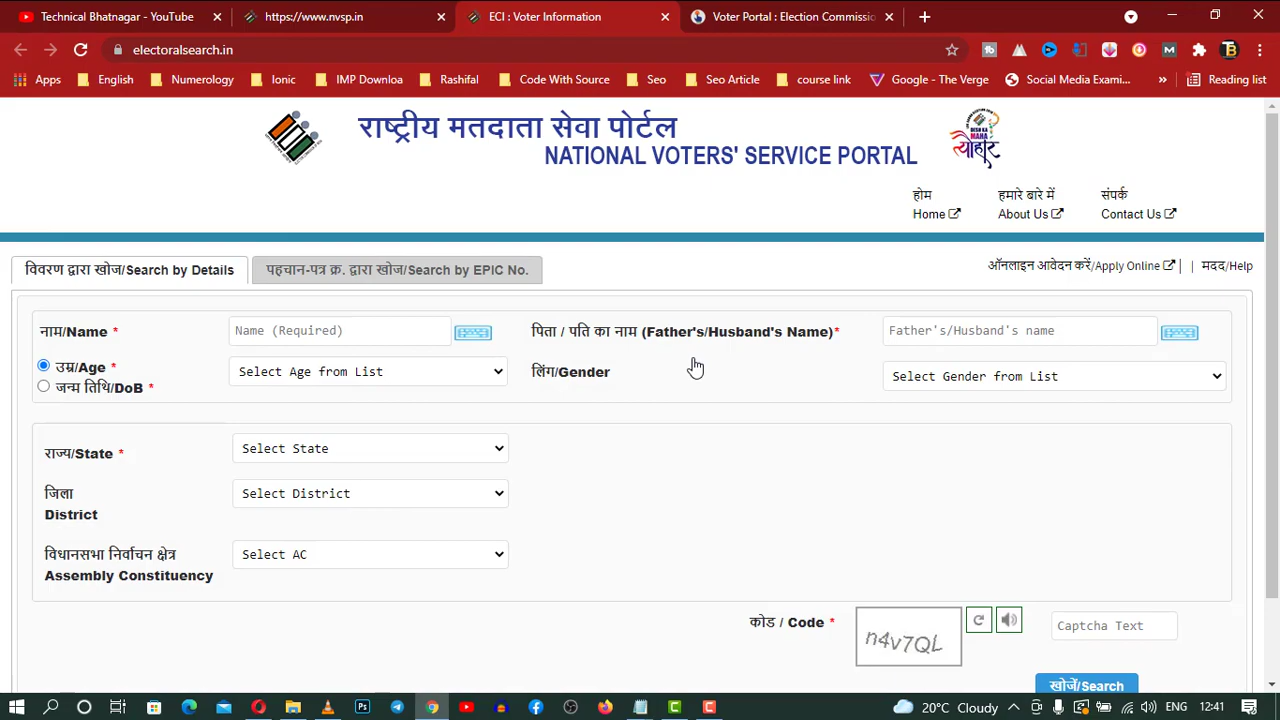 Technical Bhatnagar - YouTube
https://www.nvsp.in
ECI : Voter Information
Voter Portal : Election Commissio
electoralsearch.in
Apps
English
Numerology
Ionic
IMP Downloa
Rashifal
Code With Source
Seo
Seo Article
course link
Google - The Verge
Social Media Exami...
Reading list
राष्ट्रीय मतदाता सेवा पोर्टल
NATIONAL VOTERS' SERVICE PORTAL
DESH KA MAHA त्योहार
होम हमारे बारे में संपर्क
Home About Us Contact Us
विवरण द्वारा खोज/Search by Details
पहचान-पत्र क्र. द्वारा खोज/Search by EPIC No.
ऑनलाइन आवेदन करें/Apply Online | | मदद/Help
नाम/Name *
Name (Required)
पिता / पति का नाम (Father's/Husband's Name)*
Father's/Husband's name
उम्र/Age *
Select Age from List
जन्म तिथि/DoB *
लिंग/Gender
Select Gender from List
राज्य/State *
Select State
जिला
District
Select District
विधानसभा निर्वाचन क्षेत्र
Assembly Constituency
Select AC
कोड / Code *
n4v7QL
Captcha Text
खोजें/Search
20°C Cloudy
ENG
12:41